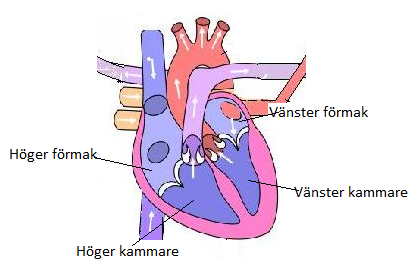 Vänster förmak
Höger förmak
Vänster kammare
Höger kammare